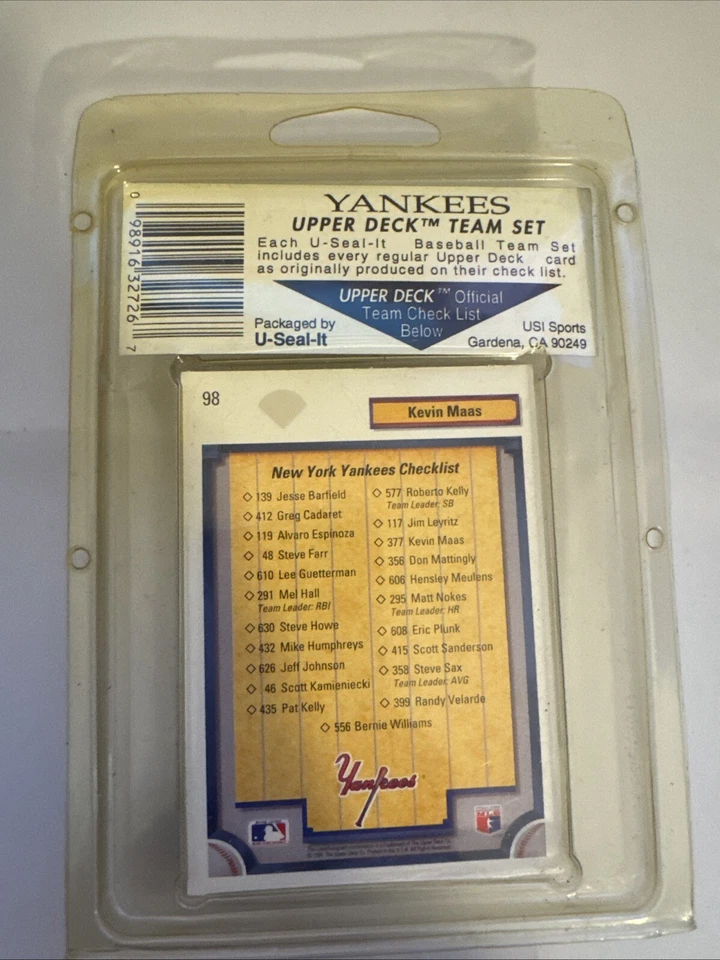 YANKEES
UPPER DECK™ TEAM SET
Each U-Seal-It Baseball Team Set
includes every regular Upper Deck card
as originally produced on their check list.
UPPER DECK™ Official
Team Check List
Below
Packaged by
U-Seal-It
USI Sports
Gardena, CA 90249
0 98916 32726 7
98
Kevin Maas
New York Yankees Checklist
139 Jesse Barfield
412 Greg Cadaret
119 Alvaro Espinoza
48 Steve Farr
610 Lee Guetterman
291 Mel Hall
Team Leader: RBI
630 Steve Howe
432 Mike Humphreys
626 Jeff Johnson
46 Scott Kamieniecki
435 Pat Kelly
577 Roberto Kelly
Team Leader: SB
117 Jim Leyritz
377 Kevin Maas
356 Don Mattingly
606 Hensley Meulens
295 Matt Nokes
Team Leader: HR
608 Eric Plunk
415 Scott Sanderson
358 Steve Sax
Team Leader: AVG
399 Randy Velarde
556 Bernie Williams
Yankees